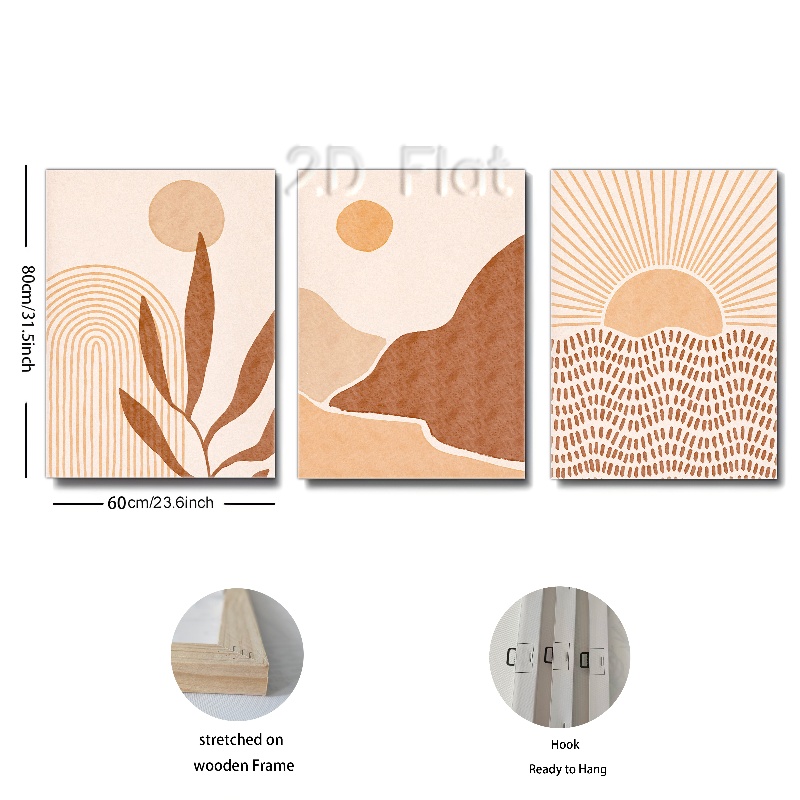 2D Flat
80cm/31.5inch
60cm/23.6inch
stretched on
wooden Frame
Hook
Ready to Hang